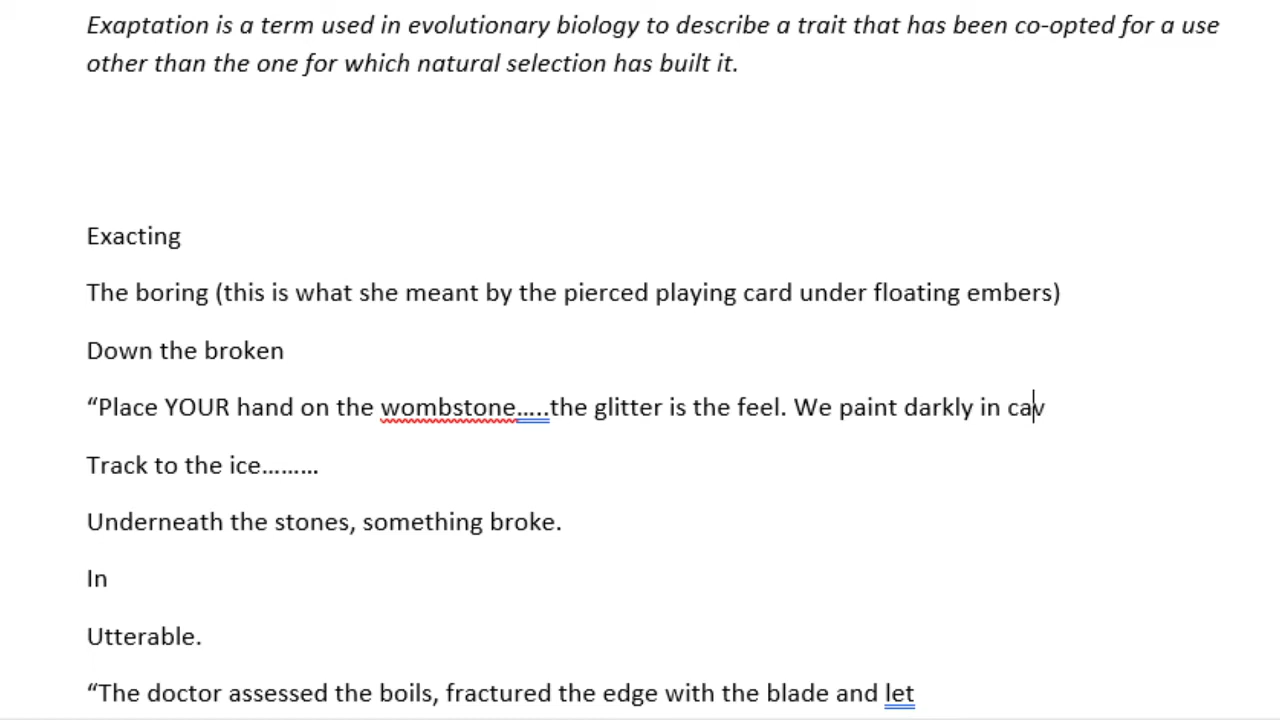 Exaptation is a term used in evolutionary biology to describe a trait that has been co-opted for a use
other than the one for which natural selection has built it.
Exacting
The boring (this is what she meant by the pierced playing card under floating embers)
Down the broken
“Place YOUR hand on the wombstone…..the glitter is the feel. We paint darkly in cav
Track to the ice………
Underneath the stones, something broke.
In
Utterable.
“The doctor assessed the boils, fractured the edge with the blade and let